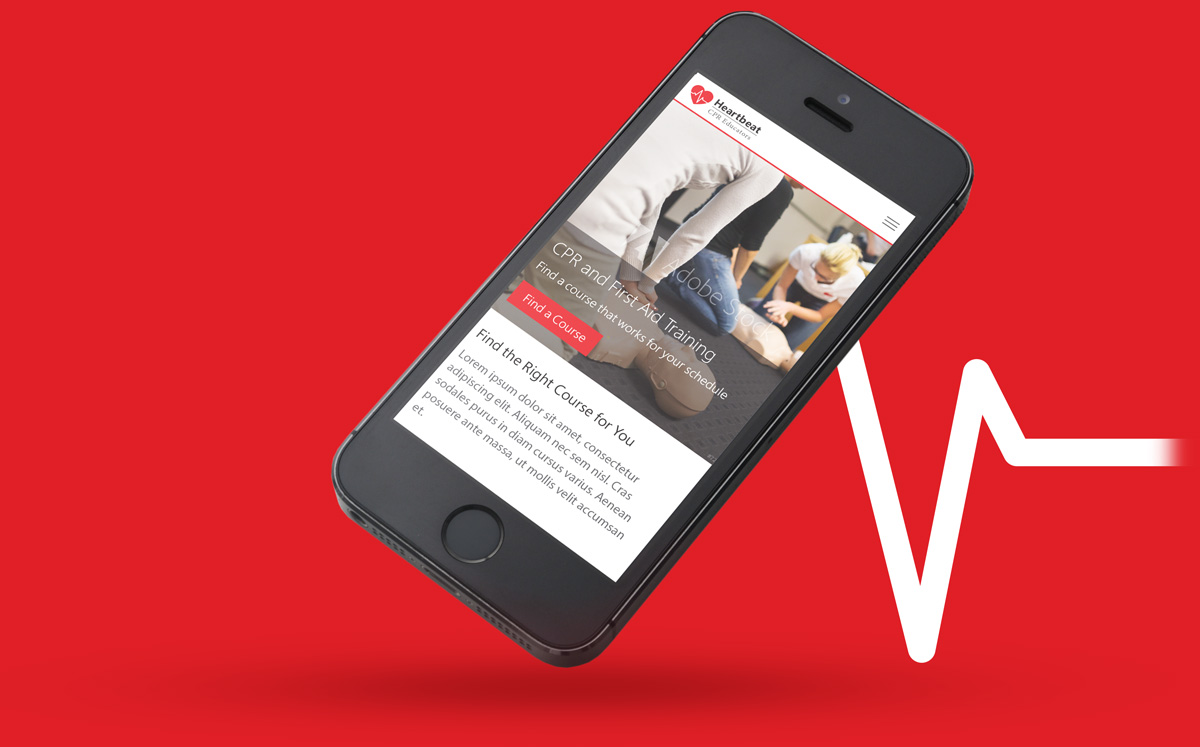 Heartbeat
CPR Educators
Adobe Stock
CPR and First Aid Training
Find a course that works for your schedule
Find a Course
Find the Right Course for You
Lorem ipsum dolor sit amet, consectetur
adipiscing elit. Aliquam nec sem nisl. Cras
sodales purus in diam cursus varius. Aenean
posuere ante massa, ut mollis velit accumsan
et.